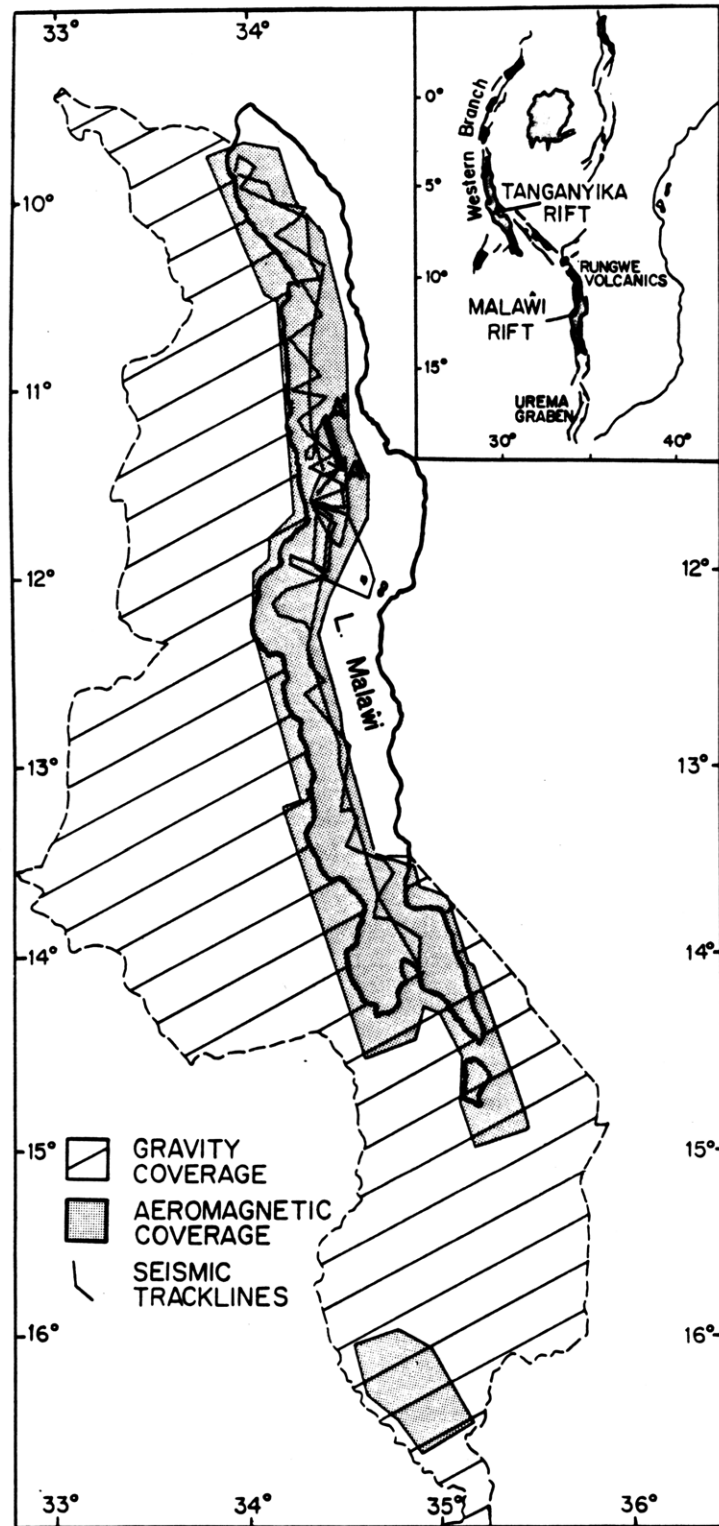 33°
34°
0°
5°
10°
15°
30°
40°
Western Branch
TANGANYIKA
RIFT
RUNGWE
VOLCANICS
MALAŴI
RIFT
UREMA
GRABEN
10°
11°
12°
12°
L. Malaŵi
13°
13°
14°
14°
15°
15°
16°
16°
GRAVITY
COVERAGE
AEROMAGNETIC
COVERAGE
SEISMIC
TRACKLINES
33°
34°
35°
36°